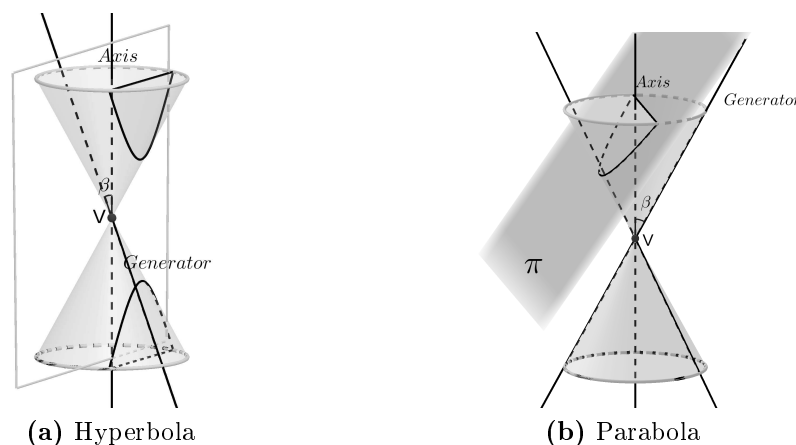 Axis
β
V
Generator
(a) Hyperbola
Axis
Generator
β
V
π
(b) Parabola